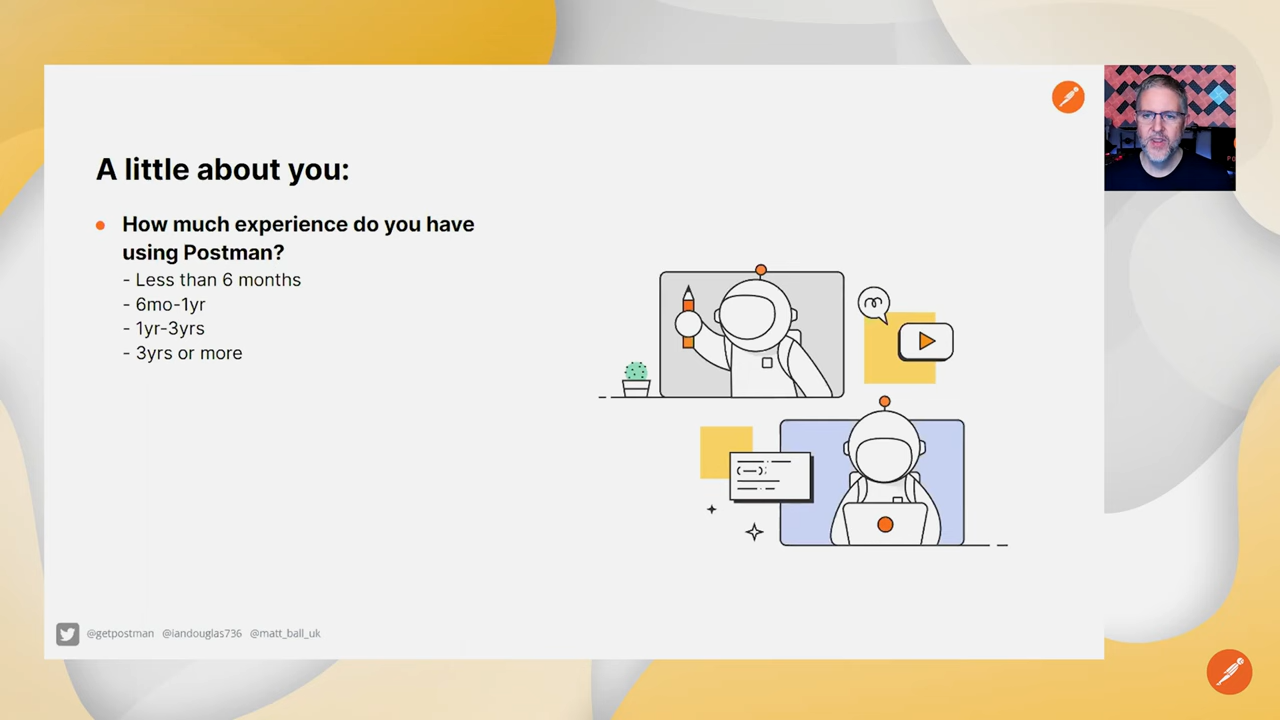 A little about you:
How much experience do you have
using Postman?
- Less than 6 months
- 6mo-1yr
- 1yr-3yrs
- 3yrs or more
@getpostman @iandouglas736 @matt_ball_uk